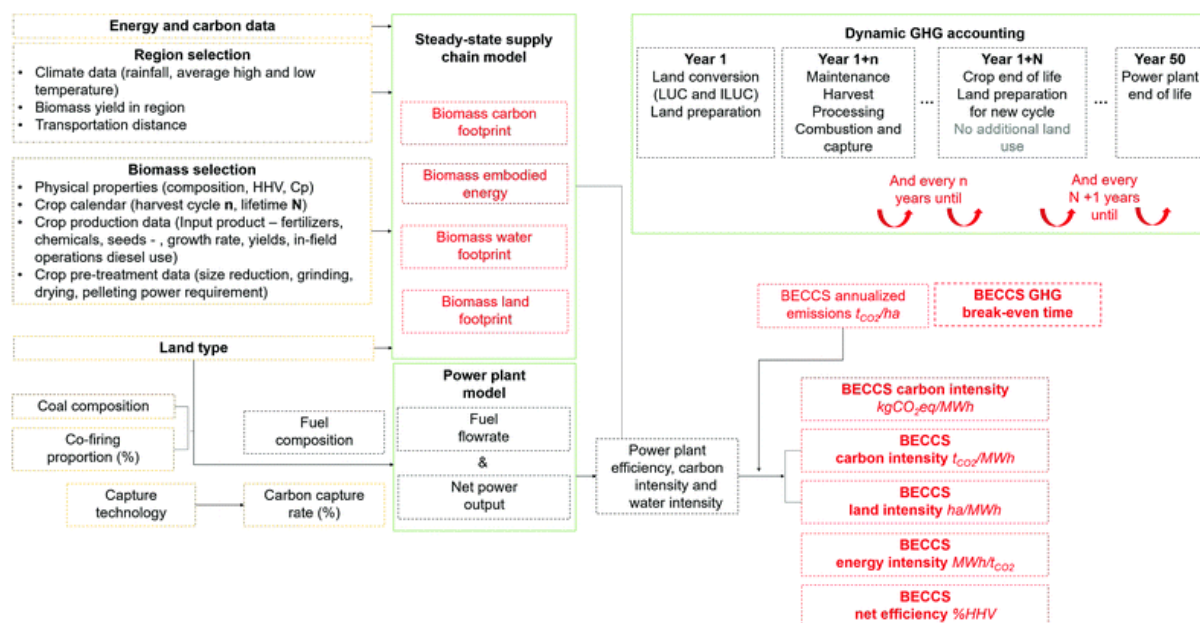 Energy and carbon data
Region selection
• Climate data (rainfall, average high and low
temperature)
• Biomass yield in region
• Transportation distance
Biomass selection
• Physical properties (composition, HHV, Cp)
• Crop calendar (harvest cycle n, lifetime N)
• Crop production data (Input product – fertilizers,
chemicals, seeds - , growth rate, yields, in-field
operations diesel use)
• Crop pre-treatment data (size reduction, grinding,
drying, pelleting power requirement)
Land type
Coal composition
Co-firing
proportion (%)
Capture
technology
Fuel
composition
Carbon capture
rate (%)
Steady-state supply
chain model
Biomass carbon
footprint
Biomass embodied
energy
Biomass water
footprint
Biomass land
footprint
Power plant
model
Fuel
flowrate
&
Net power
output
Power plant
efficiency, carbon
intensity and
water intensity
Dynamic GHG accounting
Year 1
Land conversion
(LUC and ILUC)
Land preparation
Year 1+n
Maintenance
Harvest
Processing
Combustion and
capture
...
Year 1+N
Crop end of life
Land preparation
for new cycle
No additional land
use
...
Year 50
Power plant
end of life
And every n
years until
And every
N +1 years
until
BECCS annualized
emissions tCO2/ha
BECCS GHG
break-even time
BECCS carbon intensity
kgCO2eq/MWh
BECCS
carbon intensity tCO2/MWh
BECCS
land intensity ha/MWh
BECCS
energy intensity MWh/tCO2
BECCS
net efficiency %HHV